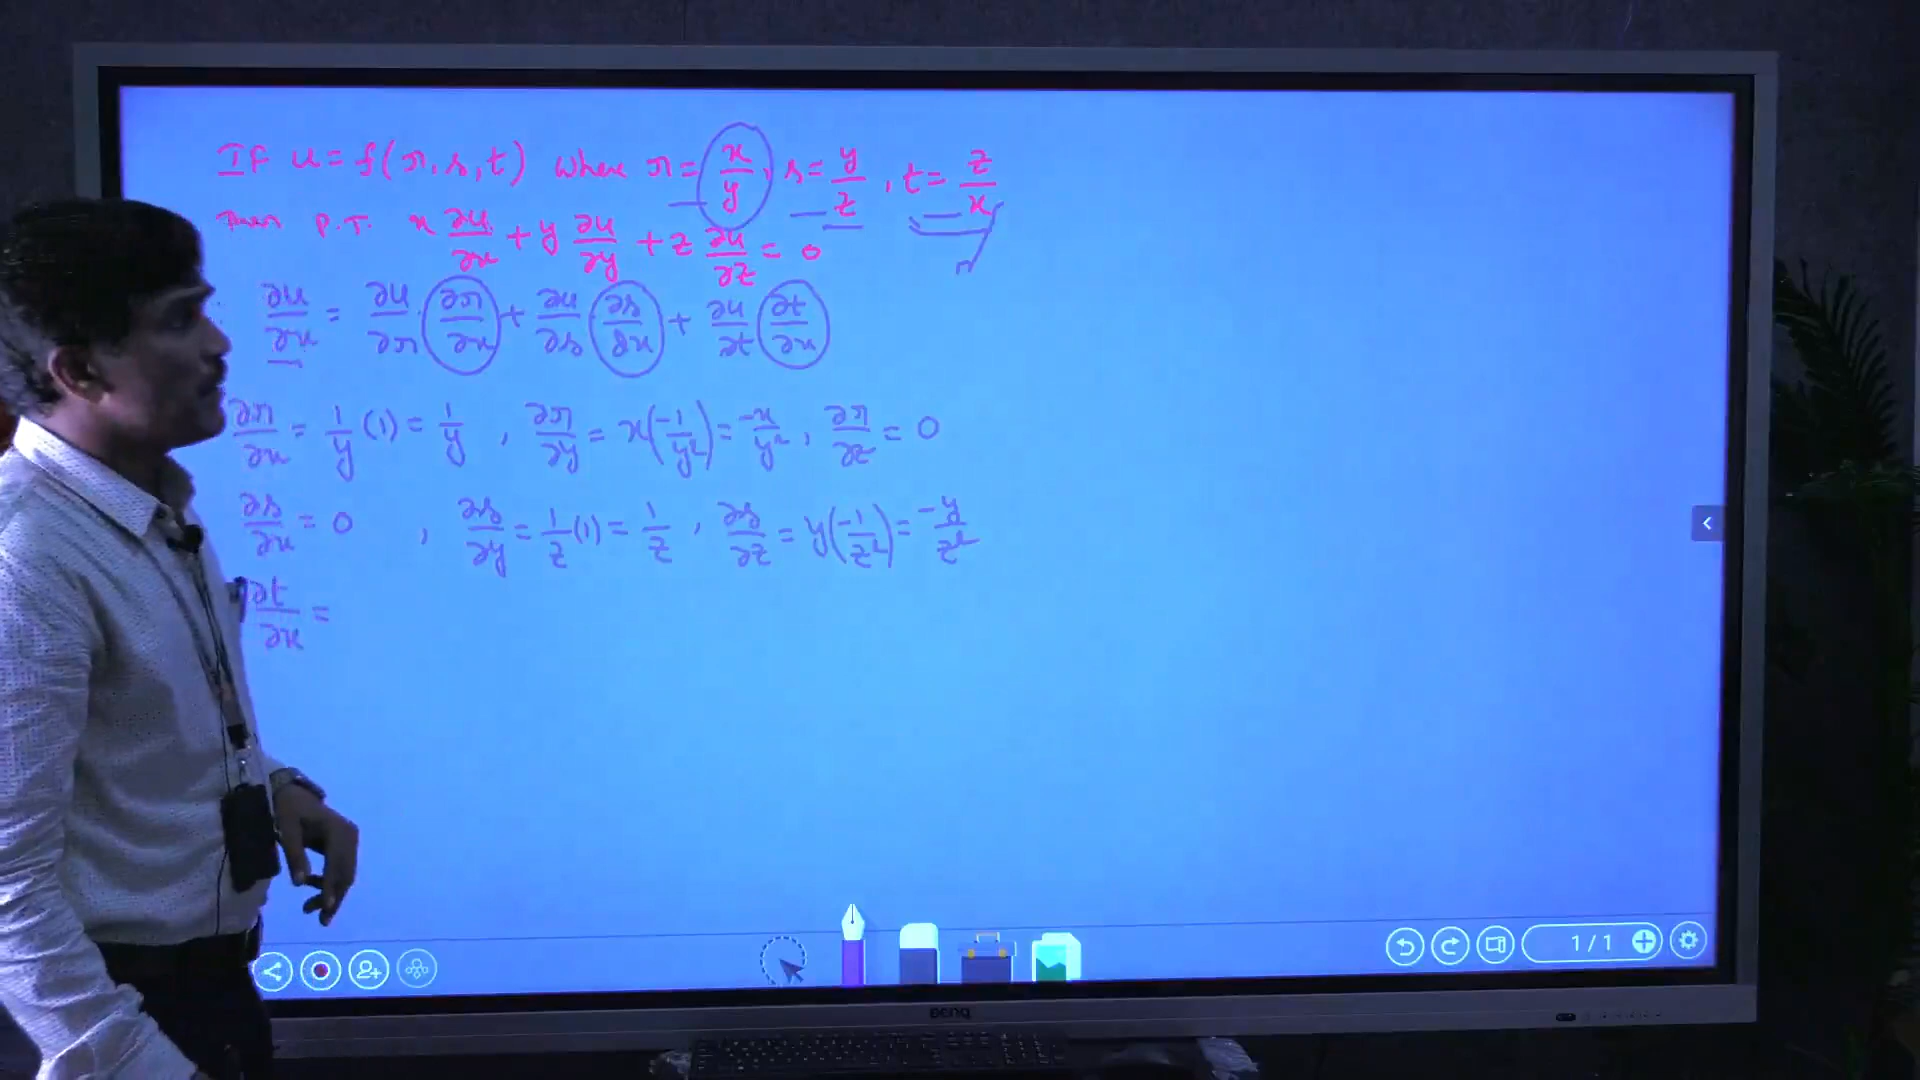 If u = f(r, s, t) where r = x/y, s = y/z, t = z/x
Then P.T. x ∂u/∂x + y ∂u/∂y + z ∂u/∂z = 0
∂u/∂x = ∂u/∂r · ∂r/∂x + ∂u/∂s · ∂s/∂x + ∂u/∂t · ∂t/∂x
∂r/∂x = 1/y (1) = 1/y , ∂r/∂y = x(-1/y²) = -x/y² , ∂r/∂z = 0
∂s/∂x = 0 , ∂s/∂y = 1/z (1) = 1/z , ∂s/∂z = y(-1/z²) = -y/z²
∂t/∂x =
1/1
BenQ